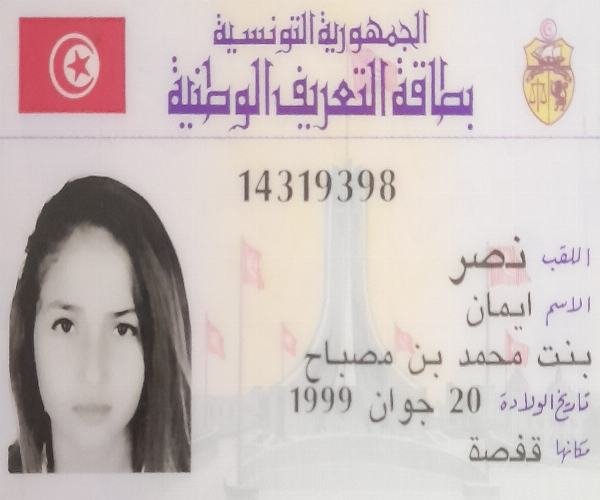 الجمهورية التونسية
بطاقة التعريف الوطنية
14319398
اللقب نصر
الاسم ايمان
بنت محمد بن مصباح
تاريخ الولادة 20 جوان 1999
مكانها قفصة